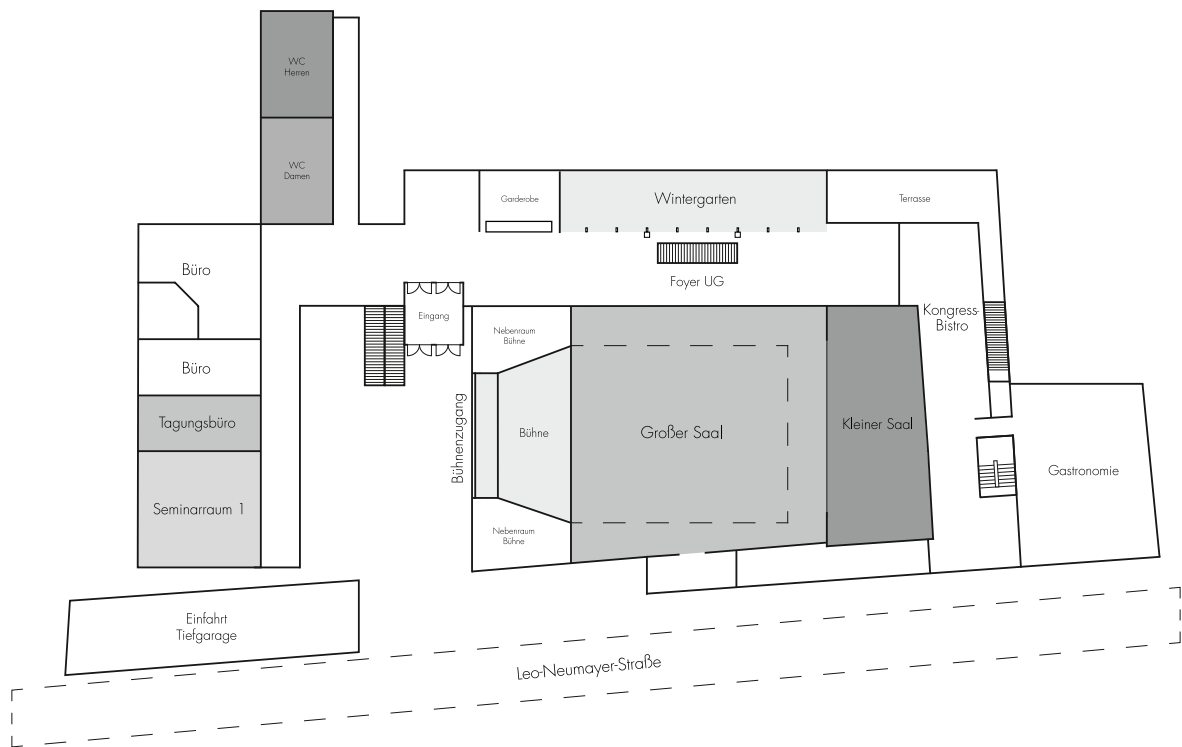 WC
Herren
WC
Damen
Garderobe
Wintergarten
Terrasse
Büro
Foyer UG
Eingang
Kongress-
Bistro
Nebenraum
Bühne
Büro
Tagungsbüro
Bühnenzugang
Bühne
Großer Saal
Kleiner Saal
Gastronomie
Seminarraum 1
Nebenraum
Bühne
Einfahrt
Tiefgarage
Leo-Neumayer-Straße